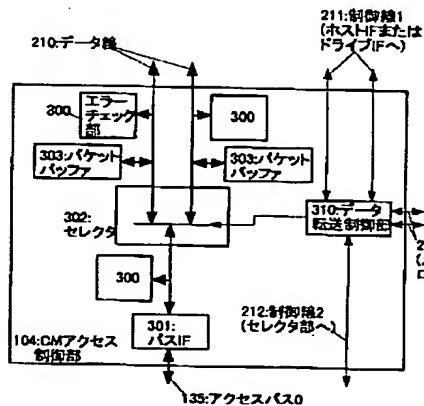 210:データ線
211:制御線1
(ホストIFまたは
ドライブIFへ)
300
エラー
チェック
部
300
303:パケット
バッファ
303:パケット
バッファ
302:
セレクタ
310:データ
転送制御部
2
300
212:制御線2
(セレクタ部へ)
104:CMアクセス
制御部
301:
パスIF
135:アクセスパス0